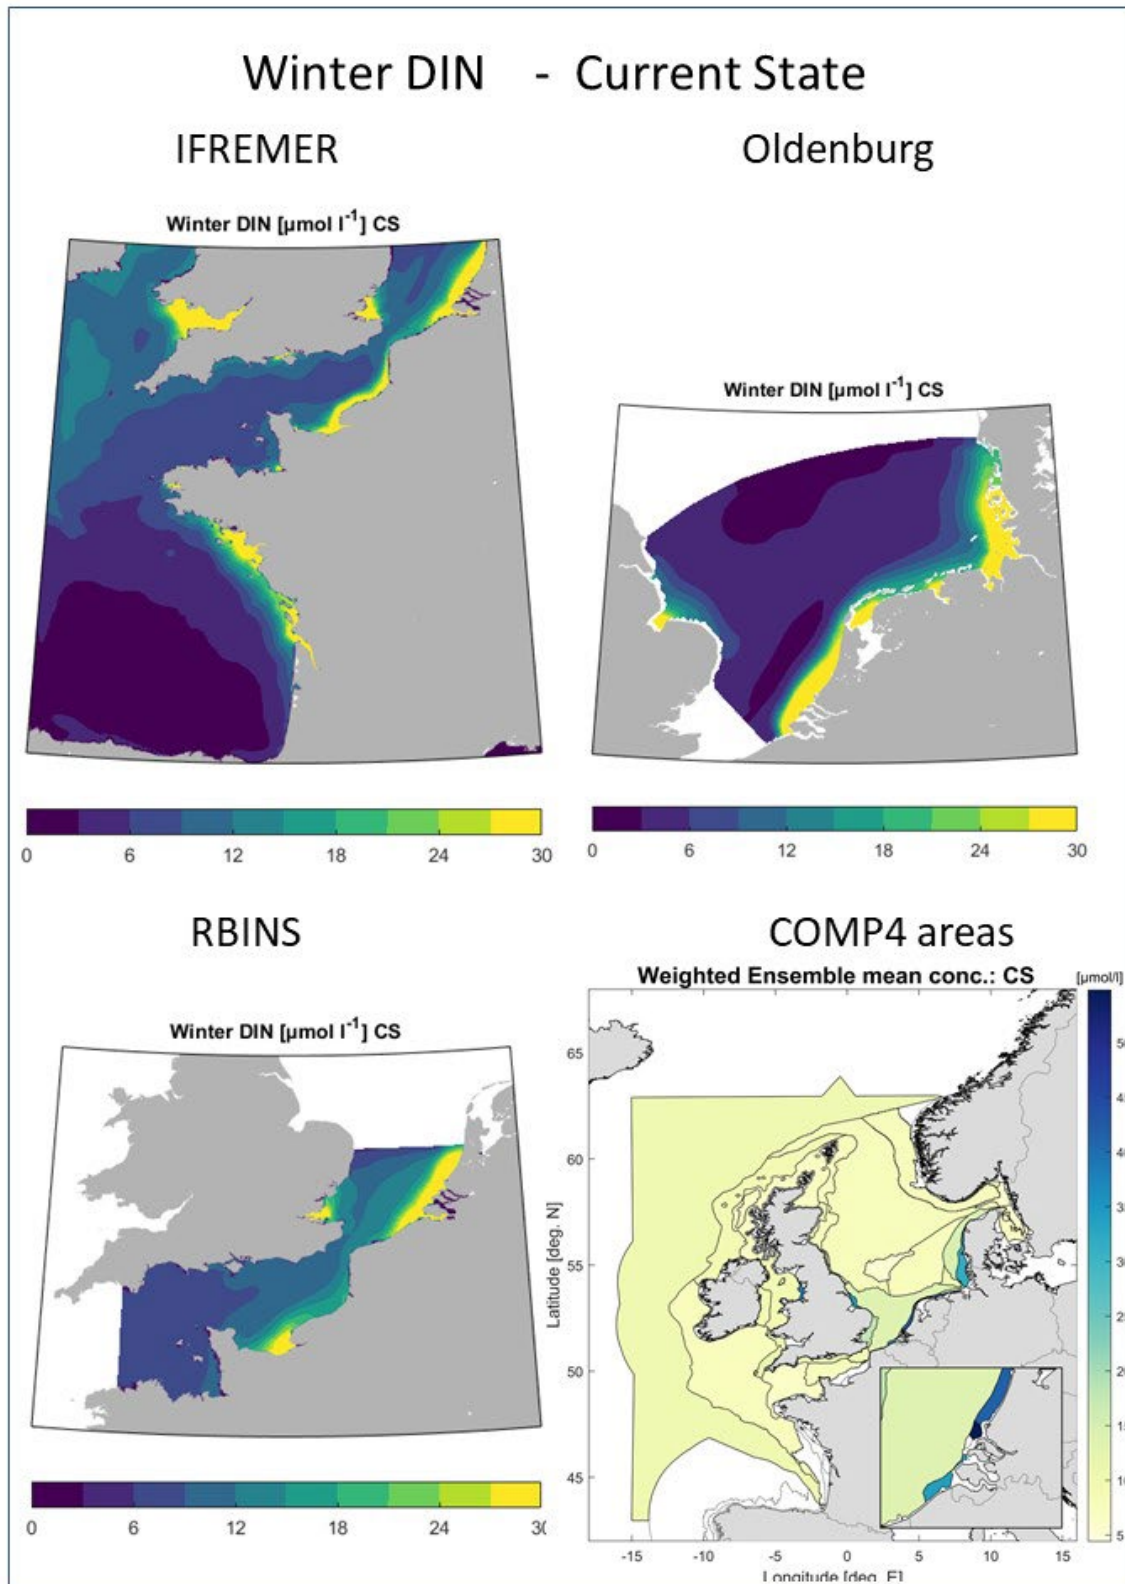 Winter DIN - Current State
IFREMER
Oldenburg
Winter DIN [µmol l⁻¹] CS
Winter DIN [µmol l⁻¹] CS
0 6 12 18 24 30
0 6 12 18 24 30
RBINS
COMP4 areas
Weighted Ensemble mean conc.: CS
[µmol/l]
Winter DIN [µmol l⁻¹] CS
65
60
55
50
45
Latitude [deg. N]
-15 -10 -5 0 5 10 15
Longitude [deg. E]
5
0 6 12 18 24